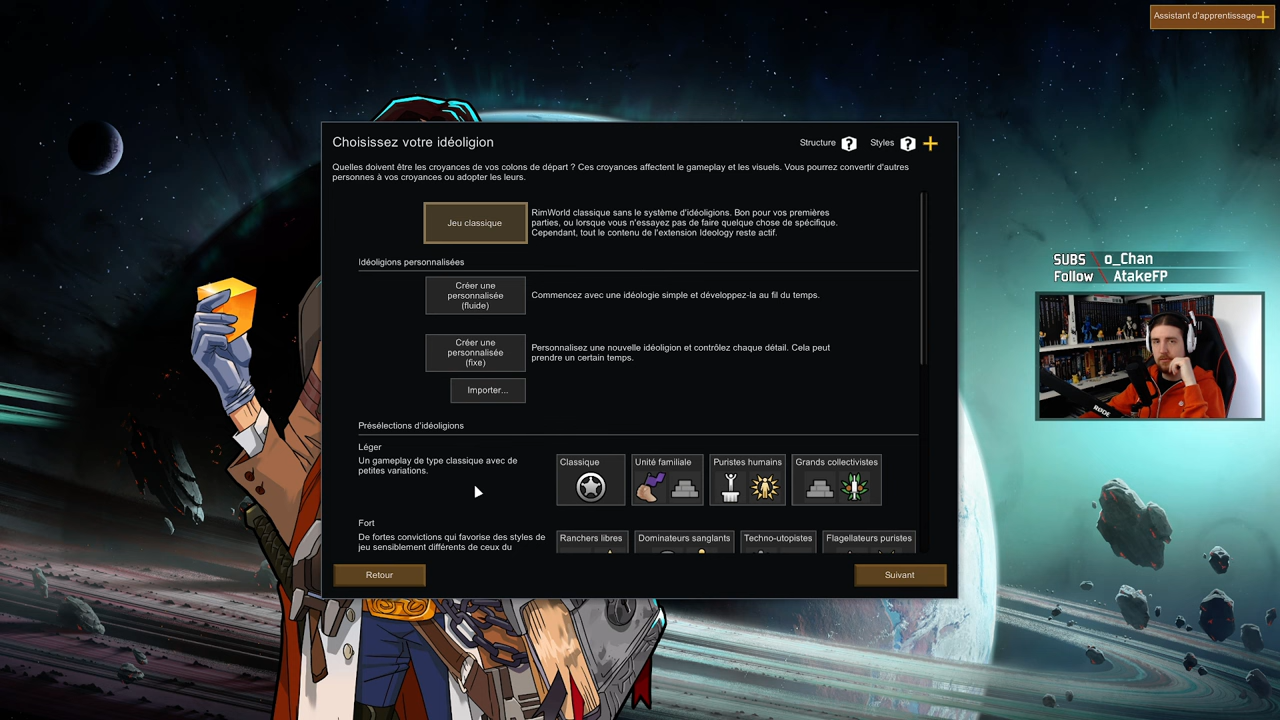 Assistant d'apprentissage
Choisissez votre idéoligion
Structure
Styles
Quelles doivent être les croyances de vos colons de départ ? Ces croyances affectent le gameplay et les visuels. Vous pourrez convertir d'autres
personnes à vos croyances ou adopter les leurs.
Jeu classique
RimWorld classique sans le système d'idéoligions. Bon pour vos premières
parties, ou lorsque vous n'essayez pas de faire quelque chose de spécifique.
Cependant, tout le contenu de l'extension Ideology reste actif.
Idéoligions personnalisées
Créer une
personnalisée
(fluide)
Commencez avec une idéologie simple et développez-la au fil du temps.
Créer une
personnalisée
(fixe)
Personnalisez une nouvelle idéoligion et contrôlez chaque détail. Cela peut
prendre un certain temps.
Importer...
Présélections d'idéoligions
Léger
Un gameplay de type classique avec de
petites variations.
Classique
Unité familiale
Puristes humains
Grands collectivistes
Fort
De fortes convictions qui favorise des styles de
jeu sensiblement différents de ceux du
Ranchers libres
Dominateurs sanglants
Techno-utopistes
Flagellateurs puristes
Retour
Suivant
SUBS \ o_Chan
Follow \ AtakeFP
RØDE